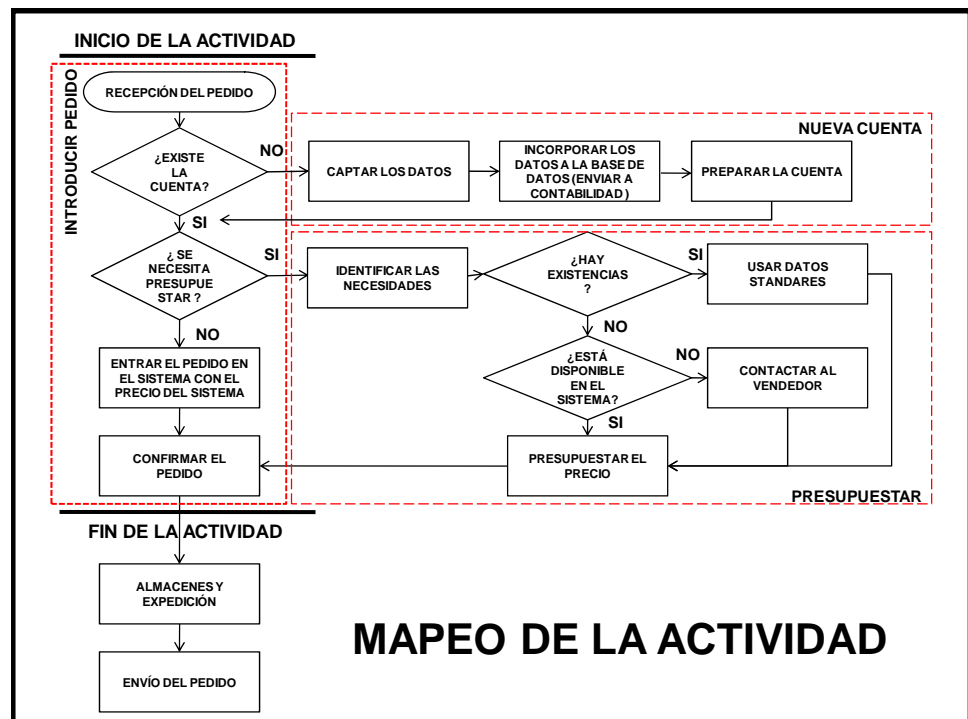 INICIO DE LA ACTIVIDAD
INTRODUCIR PEDIDO
RECEPCIÓN DEL PEDIDO
NUEVA CUENTA
¿EXISTE
LA
CUENTA?
NO
CAPTAR LOS DATOS
INCORPORAR LOS
DATOS A LA BASE DE
DATOS (ENVIAR A
CONTABILIDAD )
PREPARAR LA CUENTA
SI
¿ SE
NECESITA
PRESUPUE
STAR ?
SI
IDENTIFICAR LAS
NECESIDADES
¿HAY
EXISTENCIAS
?
SI
USAR DATOS
STANDARES
NO
NO
ENTRAR EL PEDIDO EN
EL SISTEMA CON EL
PRECIO DEL SISTEMA
¿ESTÁ
DISPONIBLE
EN EL
SISTEMA?
NO
CONTACTAR AL
VENDEDOR
SI
CONFIRMAR EL
PEDIDO
PRESUPUESTAR EL
PRECIO
PRESUPUESTAR
FIN DE LA ACTIVIDAD
ALMACENES Y
EXPEDICIÓN
MAPEO DE LA ACTIVIDAD
ENVÍO DEL PEDIDO